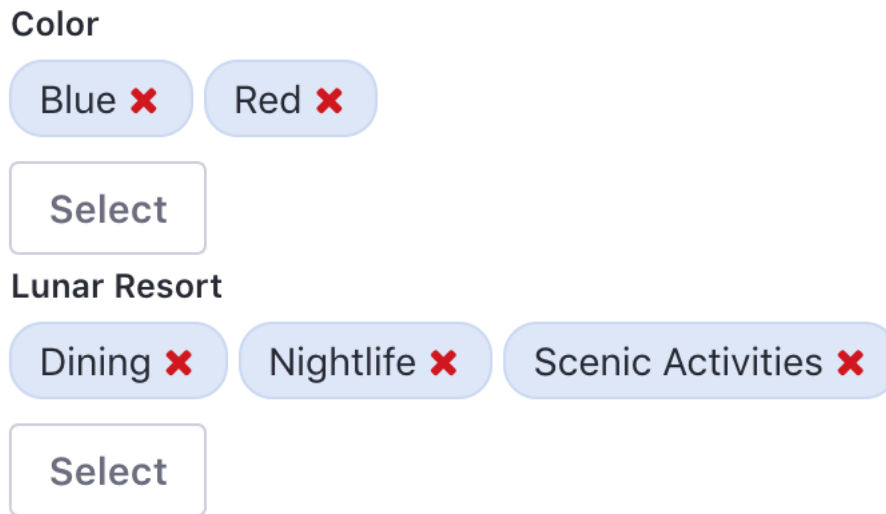 Color
Blue Red
Select
Lunar Resort
Dining Nightlife Scenic Activities
Select